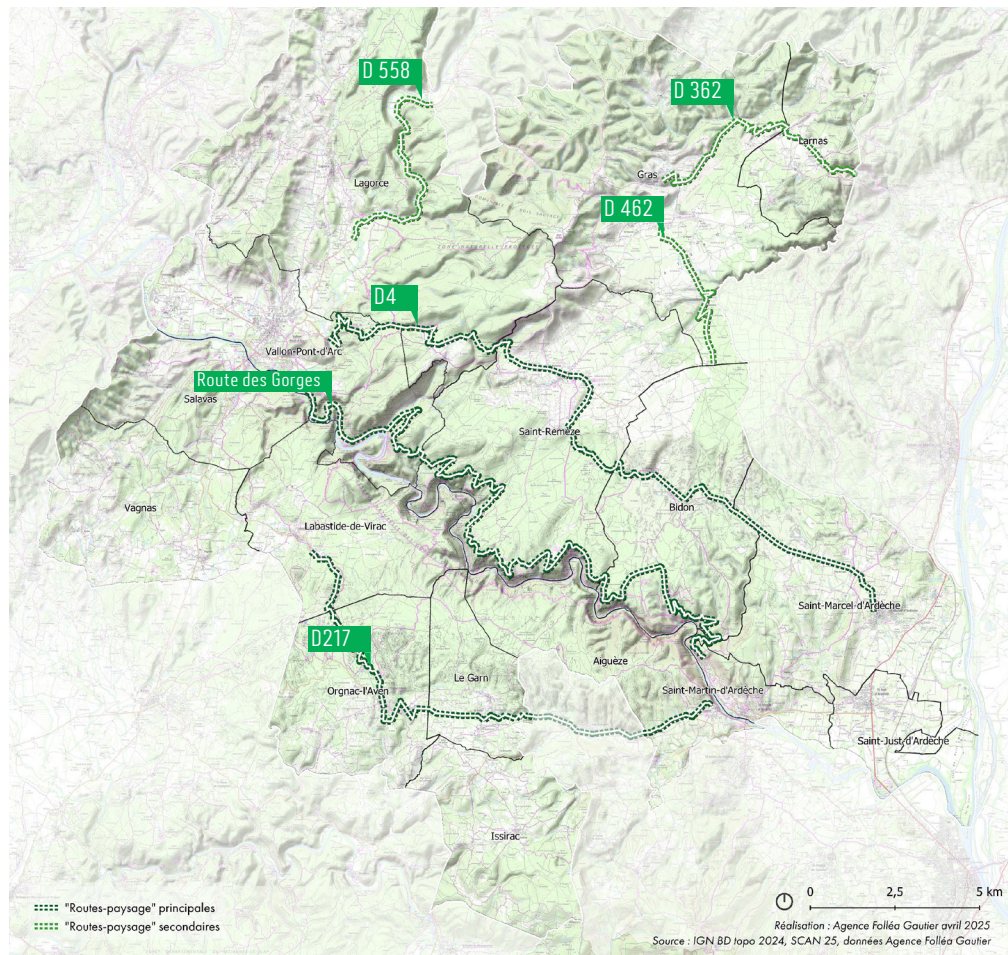 D 558
D 362
Larnas
Gras
Lagorce
D 462
D4
Vallon-Pont-d'Arc
Route des Gorges
Salavas
Saint-Remèze
Vagnas
Bidon
Labastide-de-Virac
Saint-Marcel-d'Ardèche
D217
Aiguèze
Le Garn
Orgnac-l'Aven
Saint-Martin-d'Ardèche
Saint-Just-d'Ardèche
Issirac
"Routes-paysage" principales
"Routes-paysage" secondaires
0 2,5 5 km
Réalisation : Agence Folléa Gautier avril 2025
Source : IGN BD topo 2024, SCAN 25, données Agence Folléa Gautier